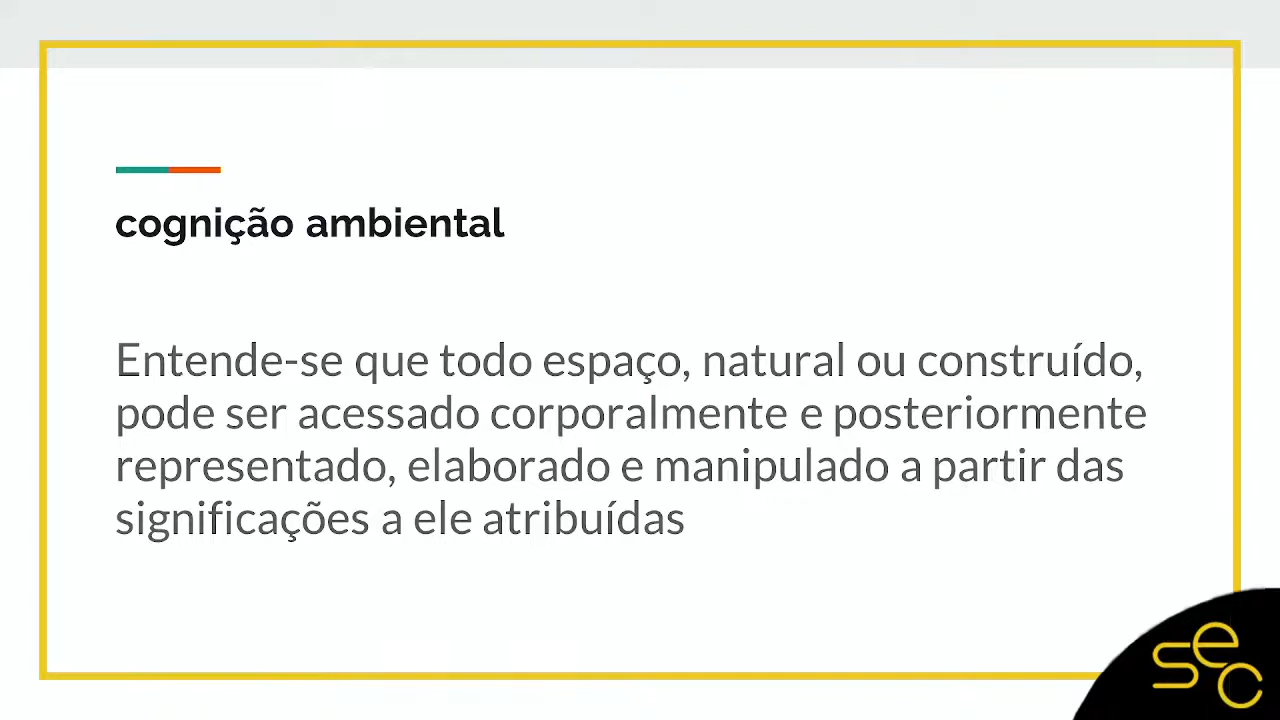 cognição ambiental
Entende-se que todo espaço, natural ou construído,
pode ser acessado corporalmente e posteriormente
representado, elaborado e manipulado a partir das
significações a ele atribuídas
sec